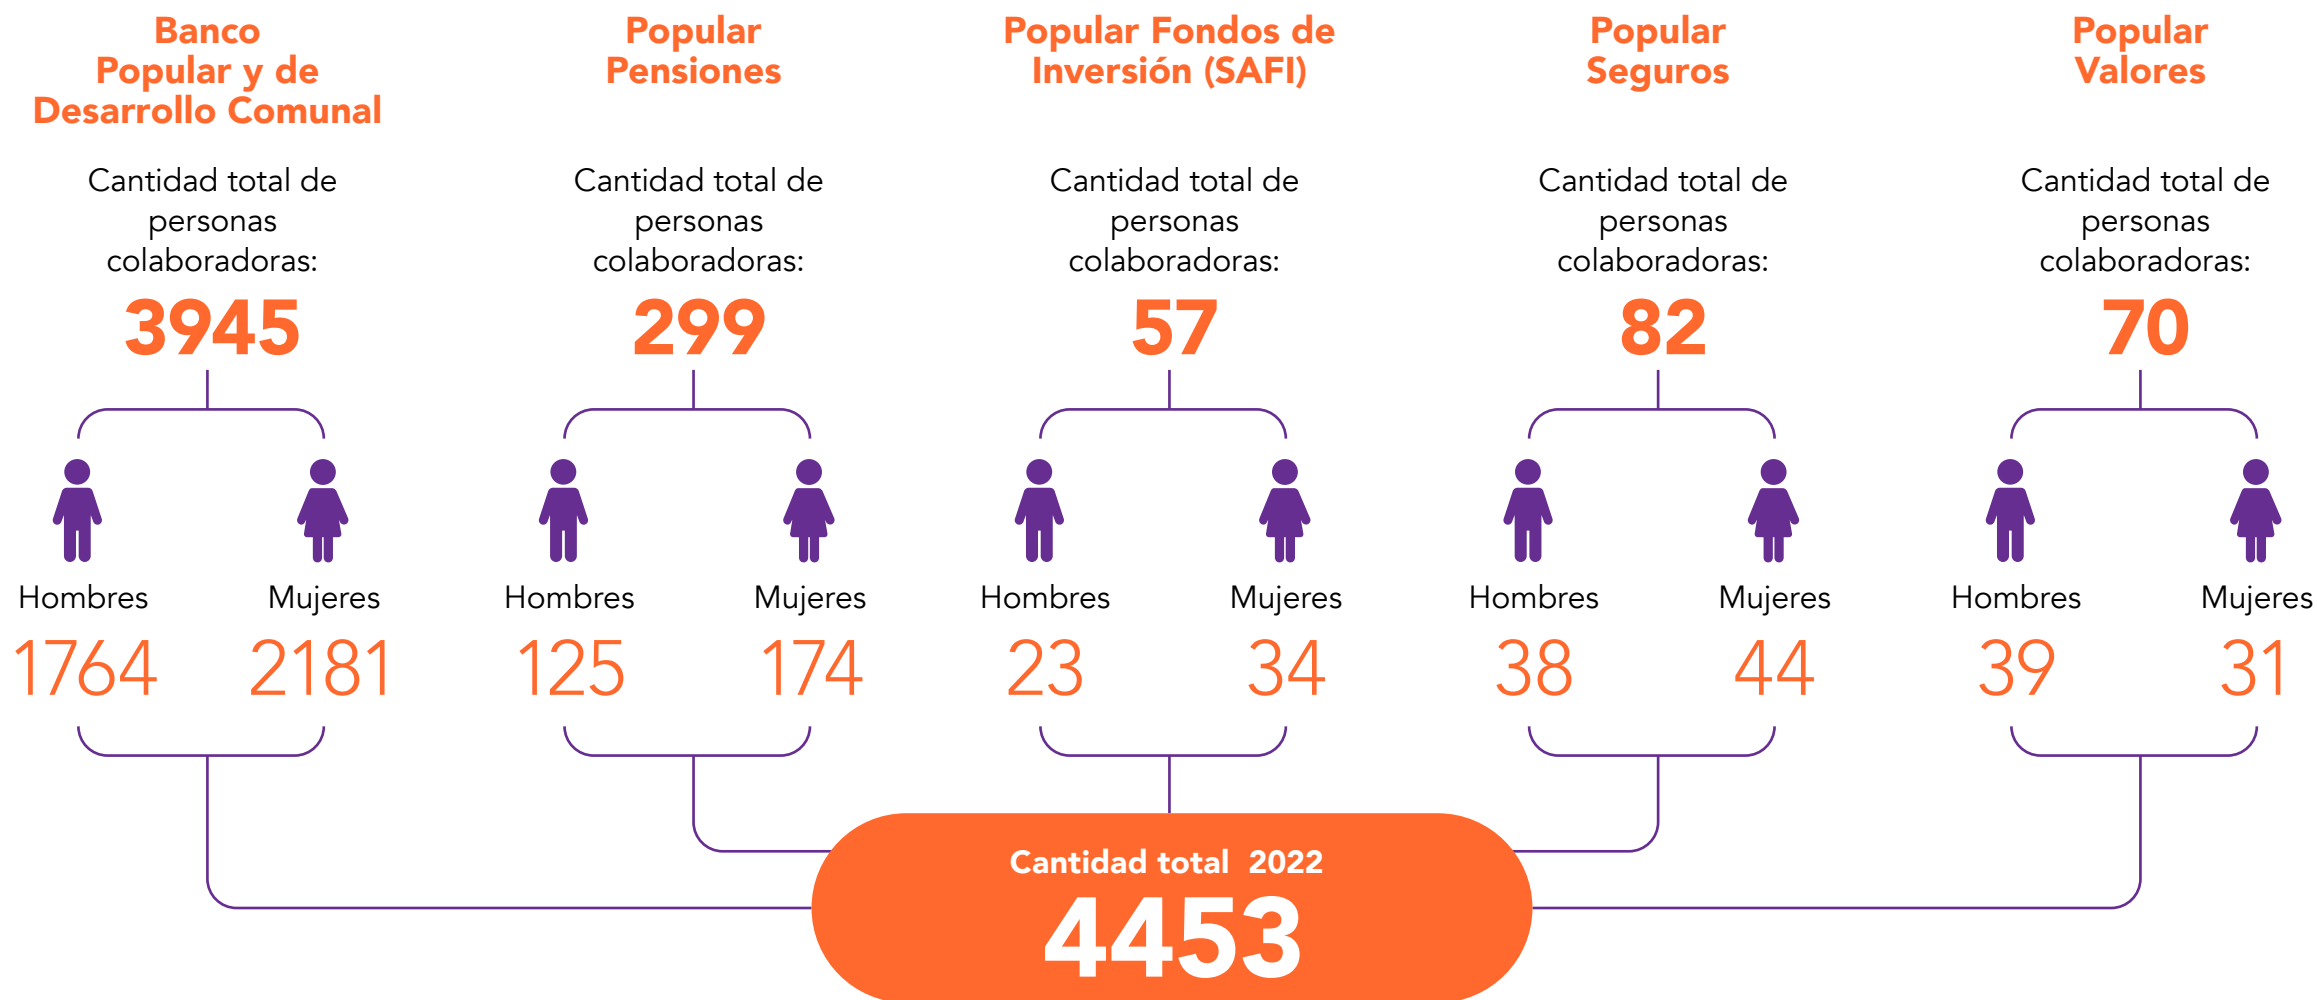 Banco
Popular y de
Desarrollo Comunal
Cantidad total de
personas
colaboradoras:
3945
Hombres
1764
Mujeres
2181
Popular
Pensiones
Cantidad total de
personas
colaboradoras:
299
Hombres
125
Mujeres
174
Popular Fondos de
Inversión (SAFI)
Cantidad total de
personas
colaboradoras:
57
Hombres
23
Mujeres
34
Popular
Seguros
Cantidad total de
personas
colaboradoras:
82
Hombres
38
Mujeres
44
Popular
Valores
Cantidad total de
personas
colaboradoras:
70
Hombres
39
Mujeres
31
Cantidad total 2022
4453